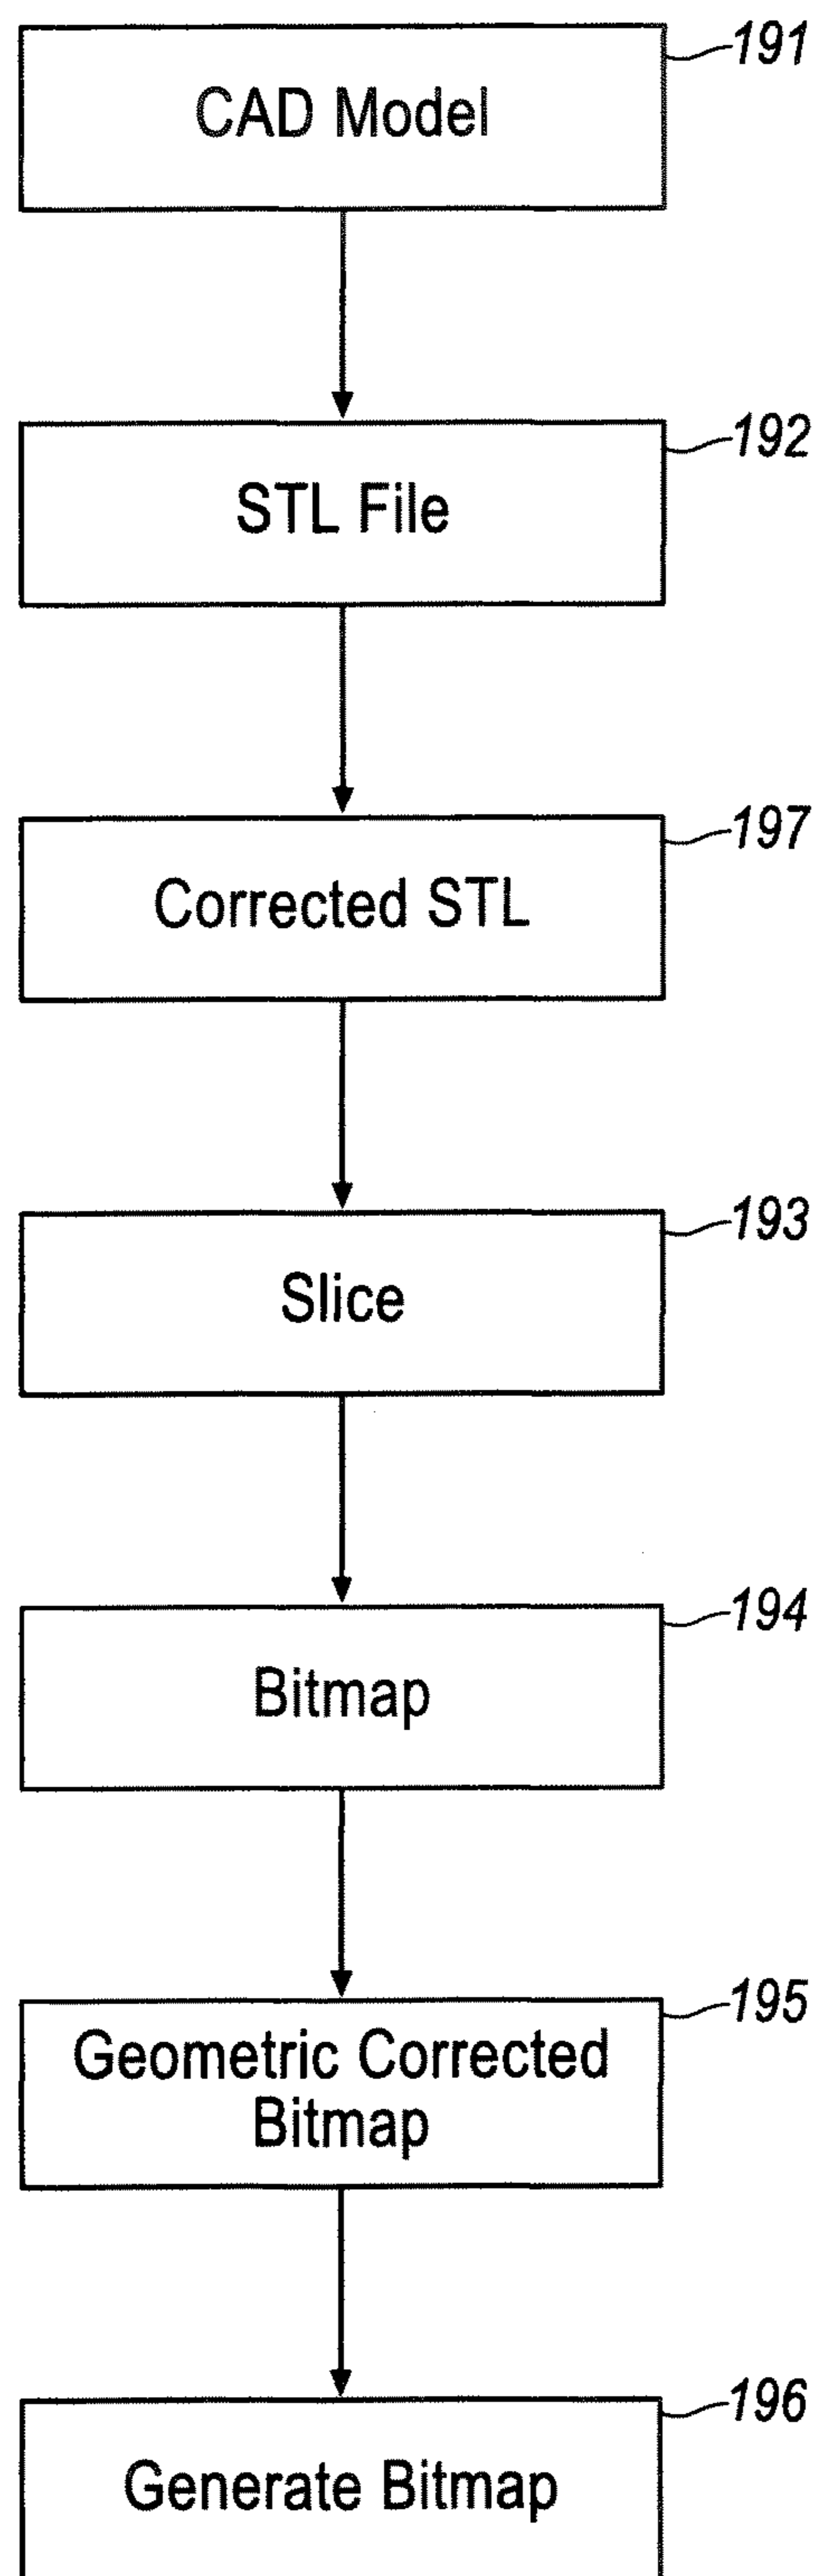 191
CAD Model
192
STL File
197
Corrected STL
193
Slice
194
Bitmap
195
Geometric Corrected
Bitmap
196
Generate Bitmap